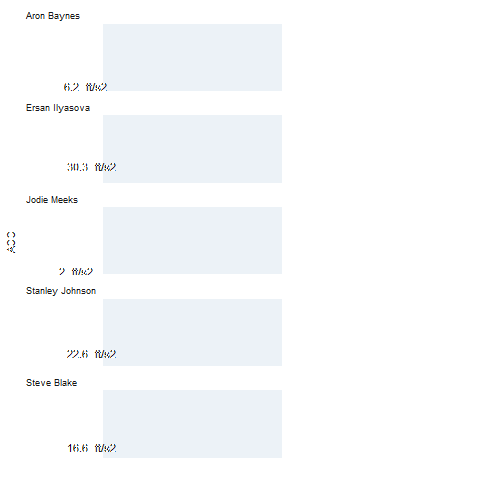 Aron Baynes
6.2 ft/s2
Ersan Ilyasova
30.3 ft/s2
Jodie Meeks
2 ft/s2
ACC
Stanley Johnson
22.6 ft/s2
Steve Blake
16.6 ft/s2